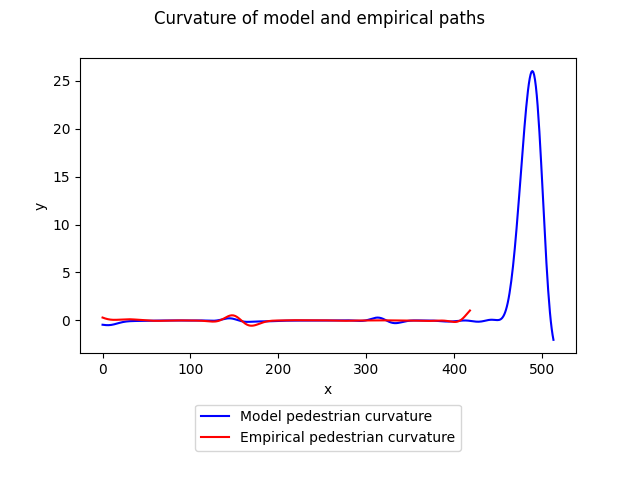 Curvature of model and empirical paths
25
20
15
10
5
0
y
0 100 200 300 400 500
x
Model pedestrian curvature
Empirical pedestrian curvature